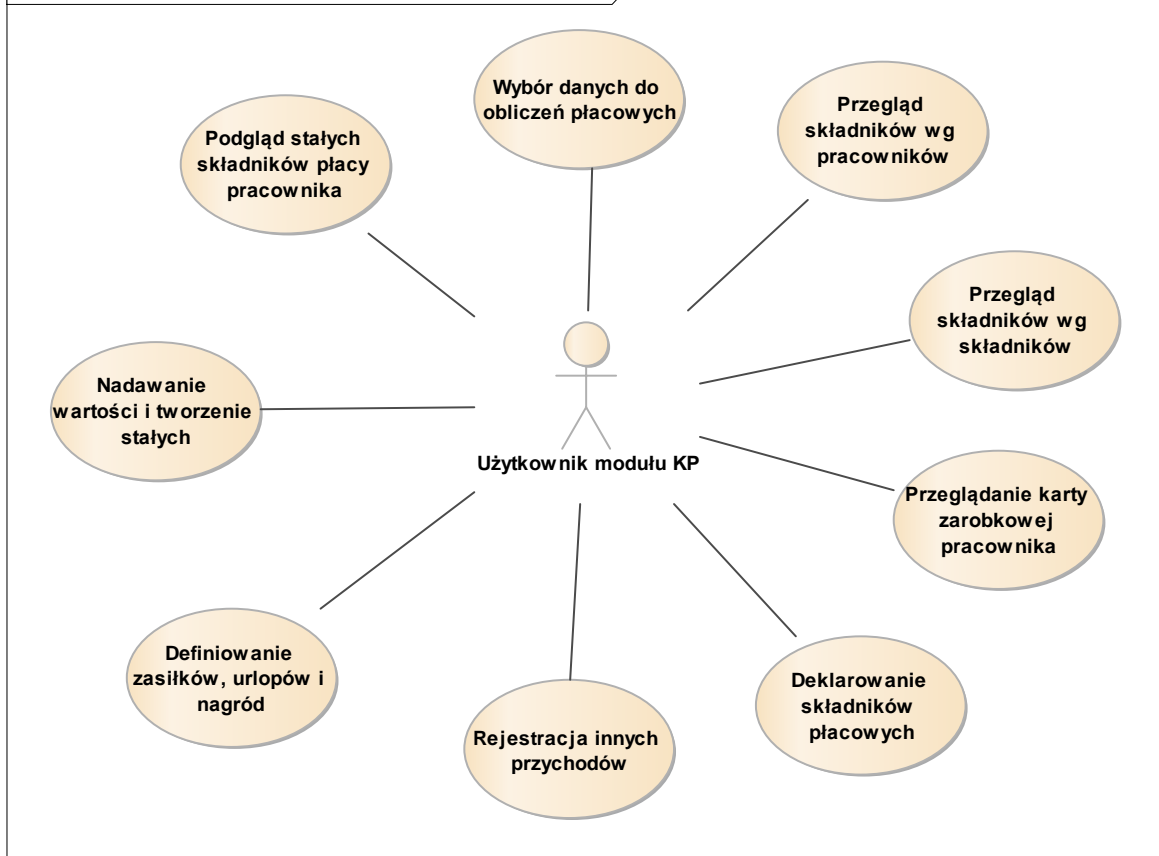 Wybór danych do
obliczeń płacowych
Przegląd
składników wg
pracowników
Podgląd stałych
składników płacy
pracownika
Przegląd
składników wg
składników
Nadawanie
wartości i tworzenie
stałych
Użytkownik modułu KP
Przeglądanie karty
zarobkowej
pracownika
Definiowanie
zasiłków, urlopów i
nagród
Deklarowanie
składników
płacowych
Rejestracja innych
przychodów